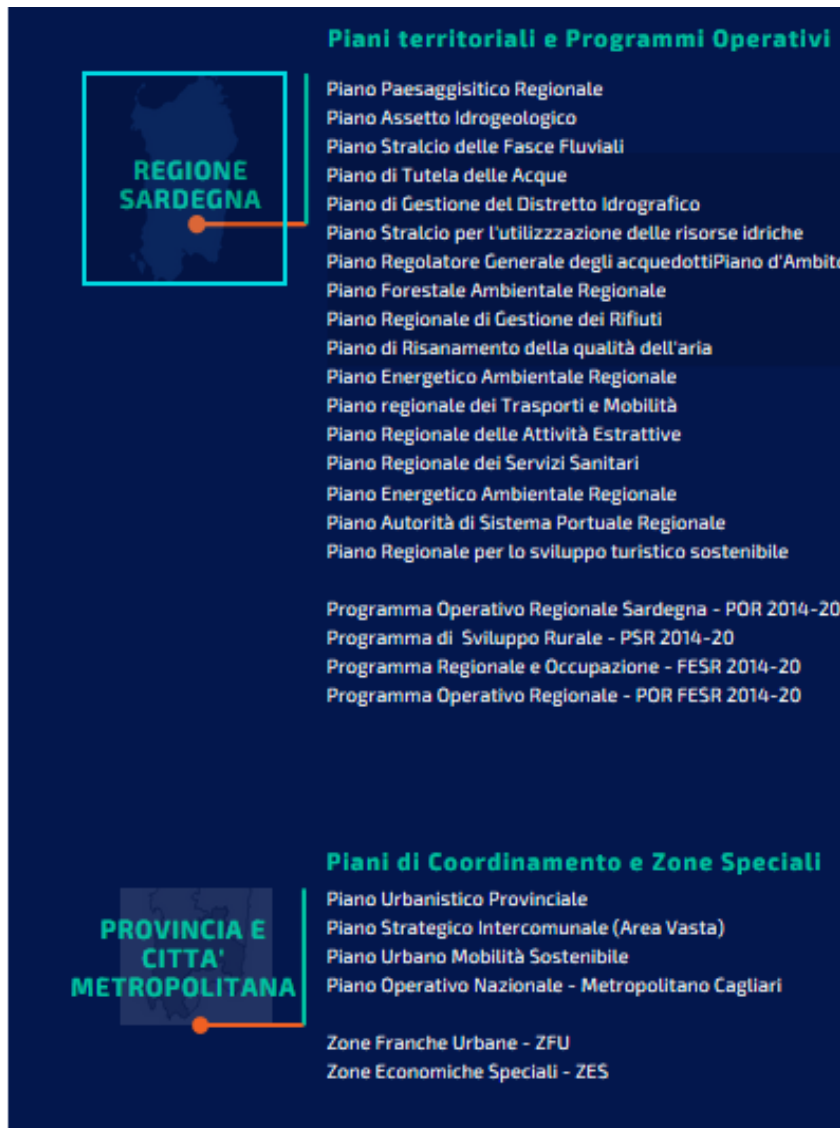 Piani territoriali e Programmi Operativi
REGIONE
SARDEGNA
Piano Paesaggisitico Regionale
Piano Assetto Idrogeologico
Piano Stralcio delle Fasce Fluviali
Piano di Tutela delle Acque
Piano di Gestione del Distretto Idrografico
Piano Stralcio per l'utilizzzazione delle risorse idriche
Piano Regolatore Generale degli acquedottiPiano d'Ambito
Piano Forestale Ambientale Regionale
Piano Regionale di Gestione dei Rifiuti
Piano di Risanamento della qualità dell'aria
Piano Energetico Ambientale Regionale
Piano regionale dei Trasporti e Mobilità
Piano Regionale delle Attività Estrattive
Piano Regionale dei Servizi Sanitari
Piano Energetico Ambientale Regionale
Piano Autorità di Sistema Portuale Regionale
Piano Regionale per lo sviluppo turistico sostenibile
Programma Operativo Regionale Sardegna - POR 2014-20
Programma di Sviluppo Rurale - PSR 2014-20
Programma Regionale e Occupazione - FESR 2014-20
Programma Operativo Regionale - POR FESR 2014-20
Piani di Coordinamento e Zone Speciali
PROVINCIA E
CITTA'
METROPOLITANA
Piano Urbanistico Provinciale
Piano Strategico Intercomunale (Area Vasta)
Piano Urbano Mobilità Sostenibile
Piano Operativo Nazionale - Metropolitano Cagliari
Zone Franche Urbane - ZFU
Zone Economiche Speciali - ZES